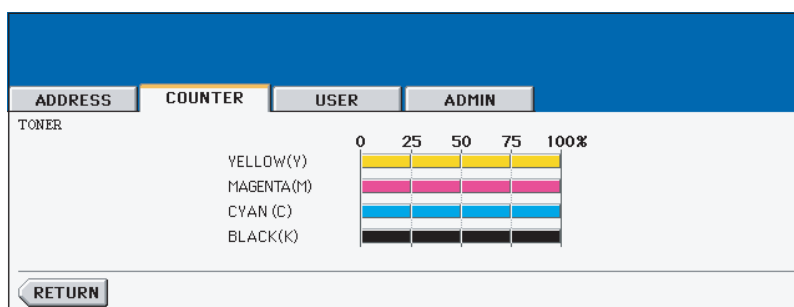 ADDRESS COUNTER USER ADMIN
TONER
0 25 50 75 100%
YELLOW(Y)
MAGENTA(M)
CYAN (C)
BLACK(K)
RETURN